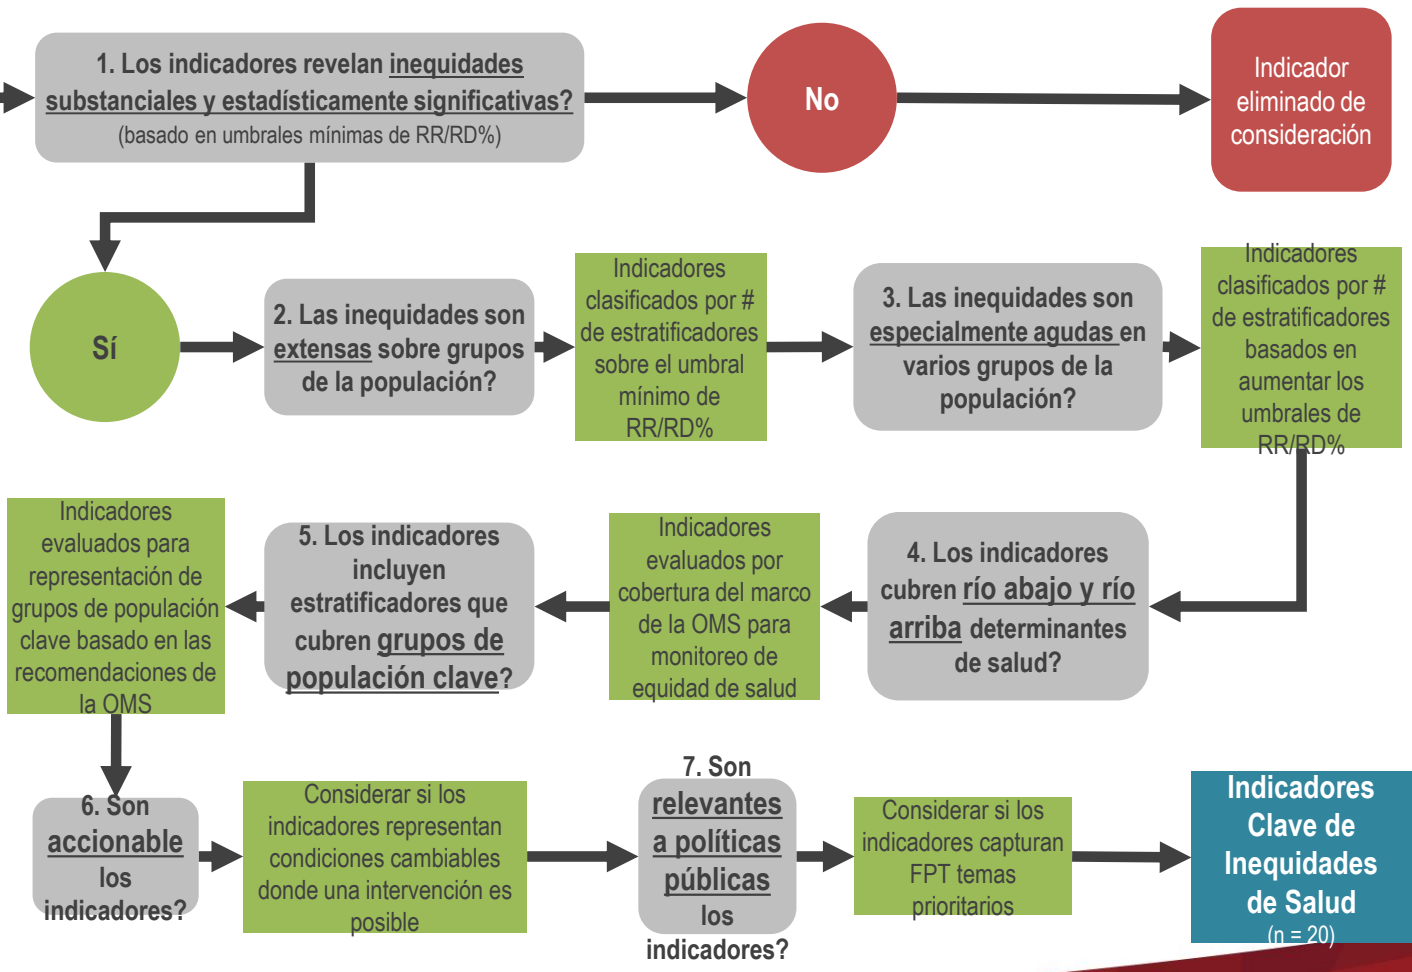 1. Los indicadores revelan inequidades
substanciales y estadísticamente significativas?
(basado en umbrales mínimas de RR/RD%)
No
Indicador
eliminado de
consideración
Sí
2. Las inequidades son
extensas sobre grupos
de la populación?
Indicadores
clasificados por #
de estratificadores
sobre el umbral
mínimo de
RR/RD%
3. Las inequidades son
especialmente agudas en
varios grupos de la
populación?
Indicadores
clasificados por #
de estratificadores
basados en
aumentar los
umbrales de
RR/RD%
4. Los indicadores
cubren río abajo y río
arriba determinantes
de salud?
Indicadores
evaluados por
cobertura del marco
de la OMS para
monitoreo de
equidad de salud
5. Los indicadores
incluyen
estratificadores que
cubren grupos de
populación clave?
Indicadores
evaluados para
representación de
grupos de población
clave basado en las
recomendaciones de
la OMS
6. Son
accionable
los
indicadores?
Considerar si los
indicadores representan
condiciones cambiables
donde una intervención es
posible
7. Son
relevantes
a políticas
públicas
los
indicadores?
Considerar si los
indicadores capturan
FPT temas
prioritarios
Indicadores
Clave de
Inequidades
de Salud
(n = 20)